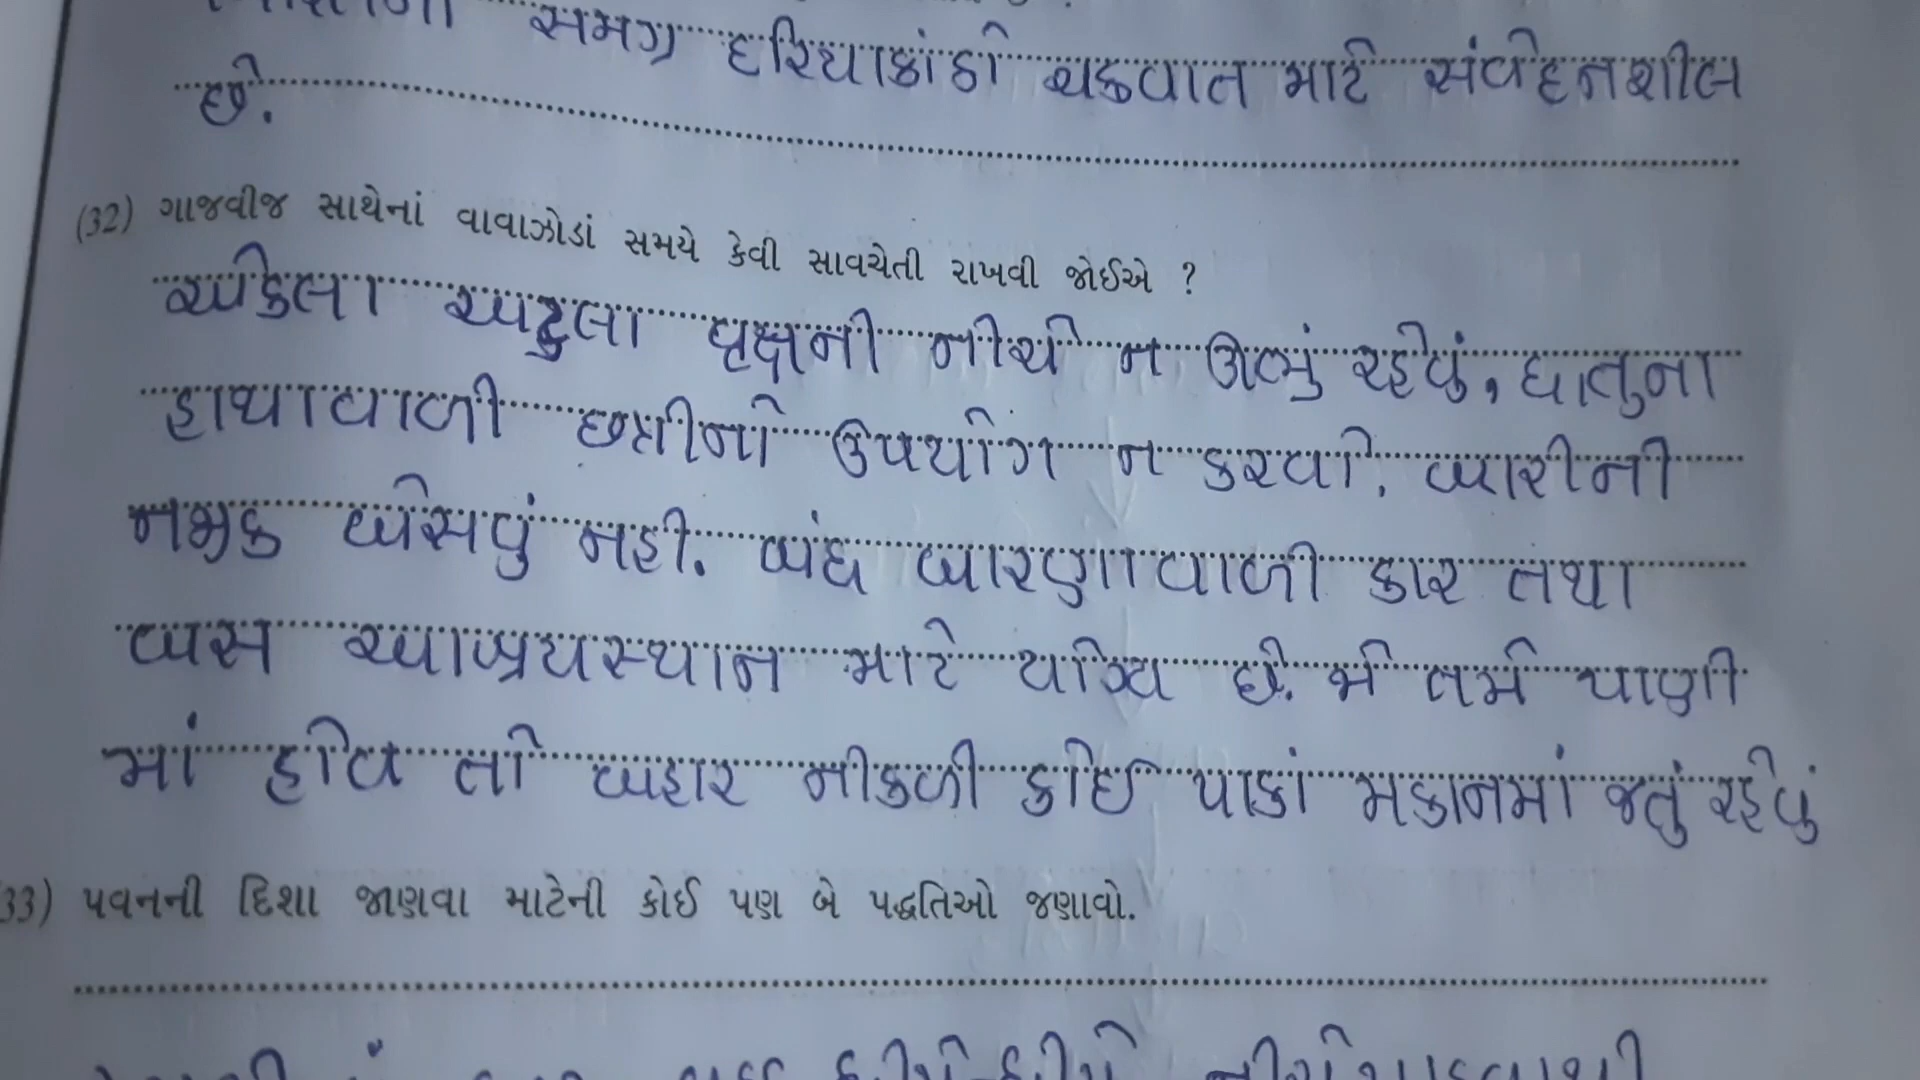 સમગ્ર દરિયાકાંઠો ચક્રવાત માટે સંવેદનશીલ
છે.
(32) ગાજવીજ સાથેનાં વાવાઝોડાં સમયે કેવી સાવચેતી રાખવી જોઈએ ?
એકલા અટુલા વૃક્ષની નીચે ન ઊભું રહેવું, ધાતુના
હાથાવાળી છત્રીનો ઉપયોગ ન કરવો. બારીની
નજીક બેસવું નહી. બંધ બારણાવાળી કાર તથા
બસ આશ્રયસ્થાન માટે યોગ્ય છે. જો તમે પાણી
માં હોવ તો બહાર નીકળી કોઈ પાકાં મકાનમાં જતું રહેવું
33) પવનની દિશા જાણવા માટેની કોઈ પણ બે પદ્ધતિઓ જણાવો.